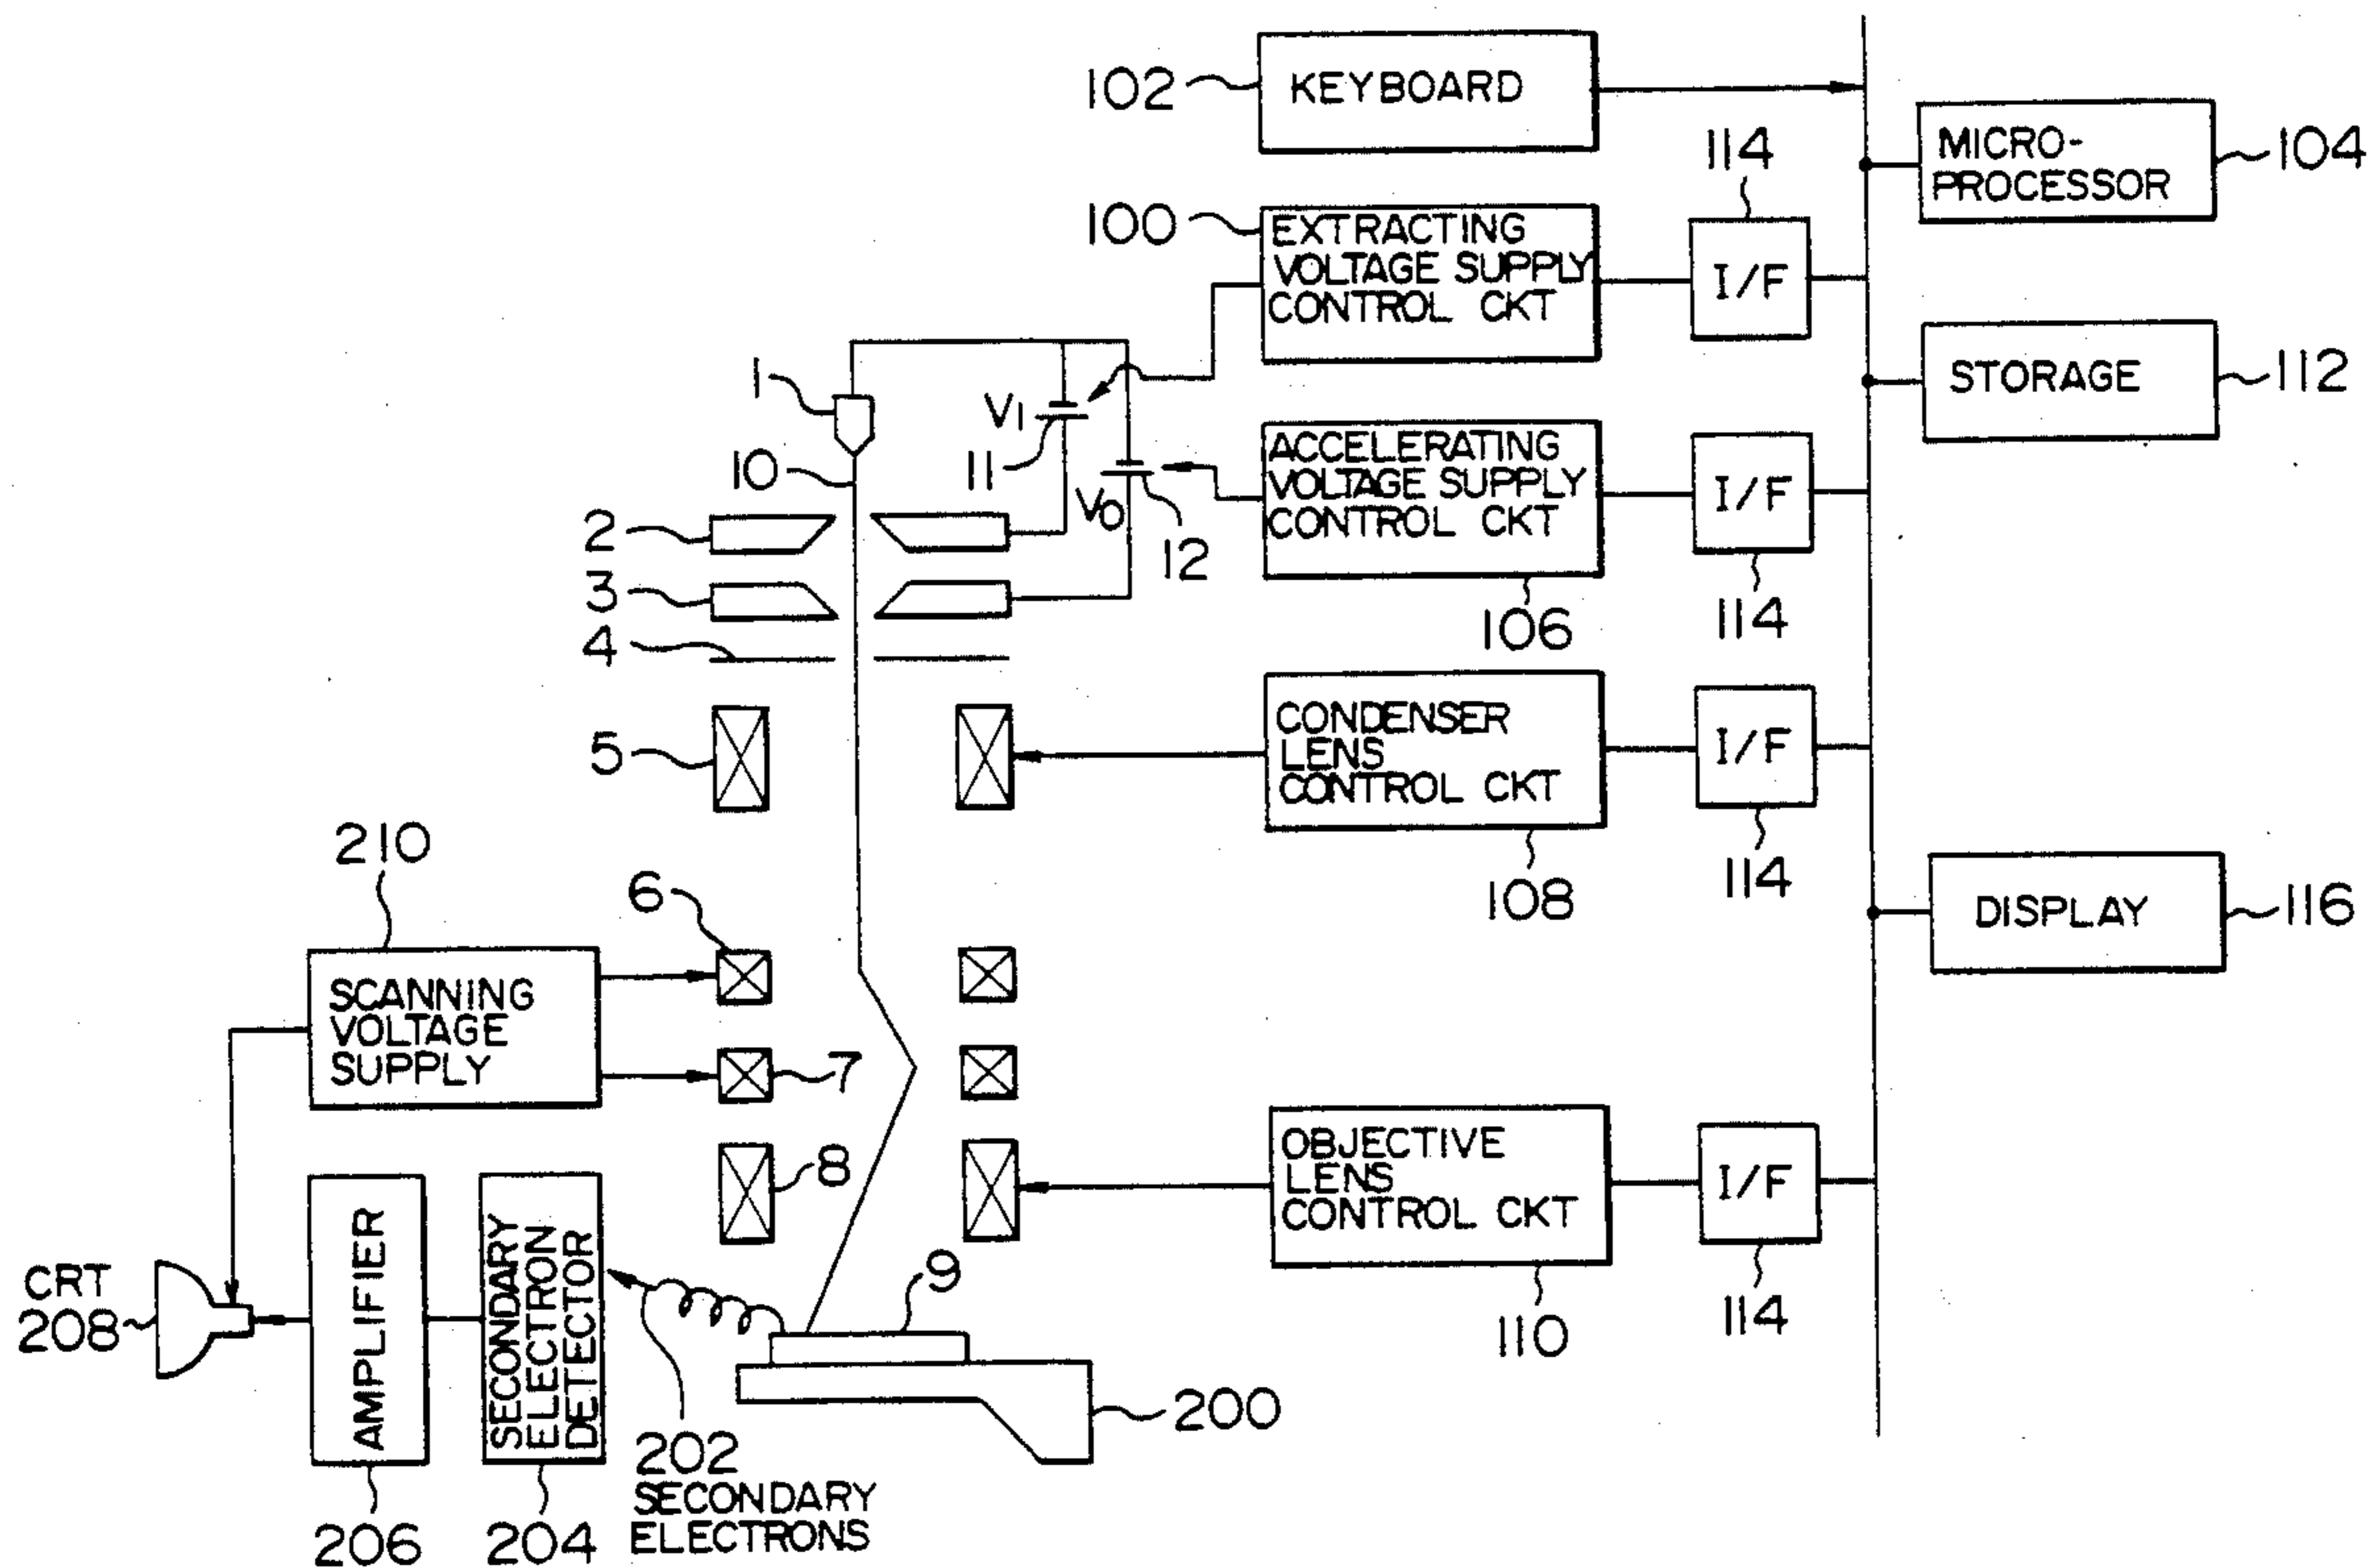 102
KEYBOARD
MICRO-
PROCESSOR
104
114
100
EXTRACTING
VOLTAGE SUPPLY
CONTROL CKT
I/F
STORAGE
112
1
V1
11
10
ACCELERATING
VOLTAGE SUPPLY
CONTROL CKT
I/F
V0
12
2
3
106
114
4
CONDENSER
LENS
CONTROL CKT
I/F
5
210
108
114
DISPLAY
116
6
SCANNING
VOLTAGE
SUPPLY
7
8
OBJECTIVE
LENS
CONTROL CKT
I/F
CRT
208
AMPLIFIER
SECONDARY
ELECTRON
DETECTOR
9
110
114
200
202
SECONDARY
ELECTRONS
206
204